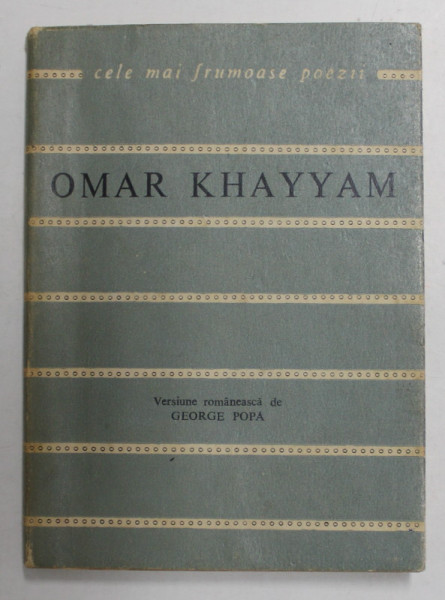 cele mai frumoase poezii
OMAR KHAYYAM
Versiune românească de
GEORGE POPA